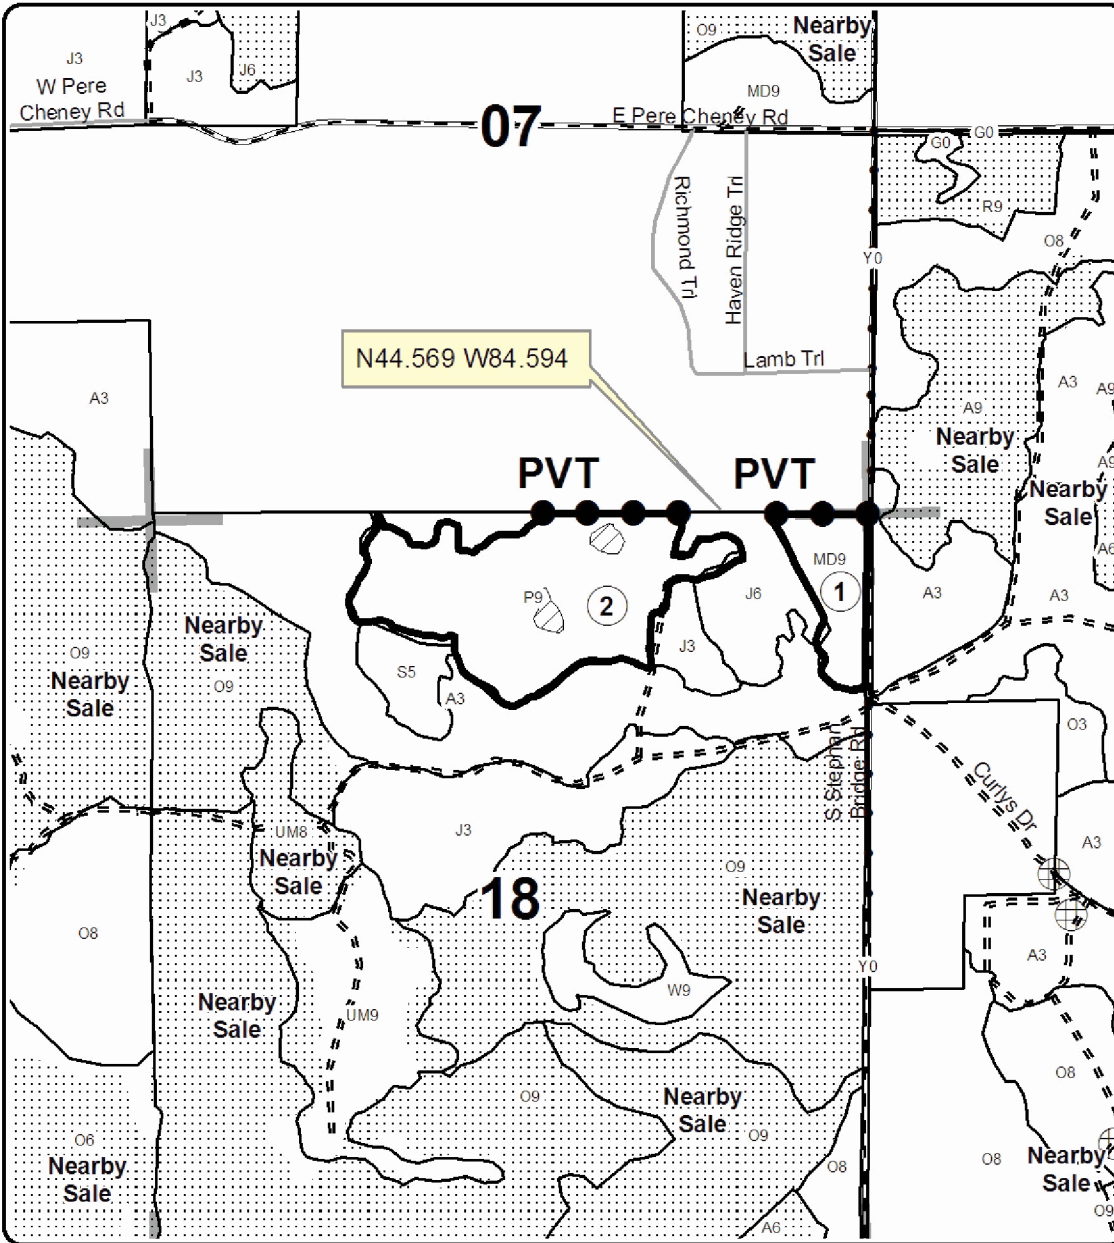 J3
O9
Nearby
Sale
J3
W Pere
Cheney Rd
J3
J6
MD9
E Pere Cheney Rd
07
G0
G0
R9
Richmond Trl
Haven Ridge Trl
O8
Y0
N44.569 W84.594
Lamb Trl
A3
A3
A9
A9
Nearby
Sale
A9
Nearby
Sale
PVT
PVT
A6
MD9
1
A3
A3
J6
P9
2
Nearby
Sale
O9
Nearby
Sale
O9
J3
S5
A3
O3
S Stephan
Bridge Rd
Curlys Dr
UM8
Nearby
Sale
J3
A3
O9
Nearby
Sale
18
O8
Y0
A3
W9
Nearby
Sale
UM9
O8
O9
Nearby
Sale
O9
O6
Nearby
Sale
O8
O8
Nearby
Sale
O9
A6